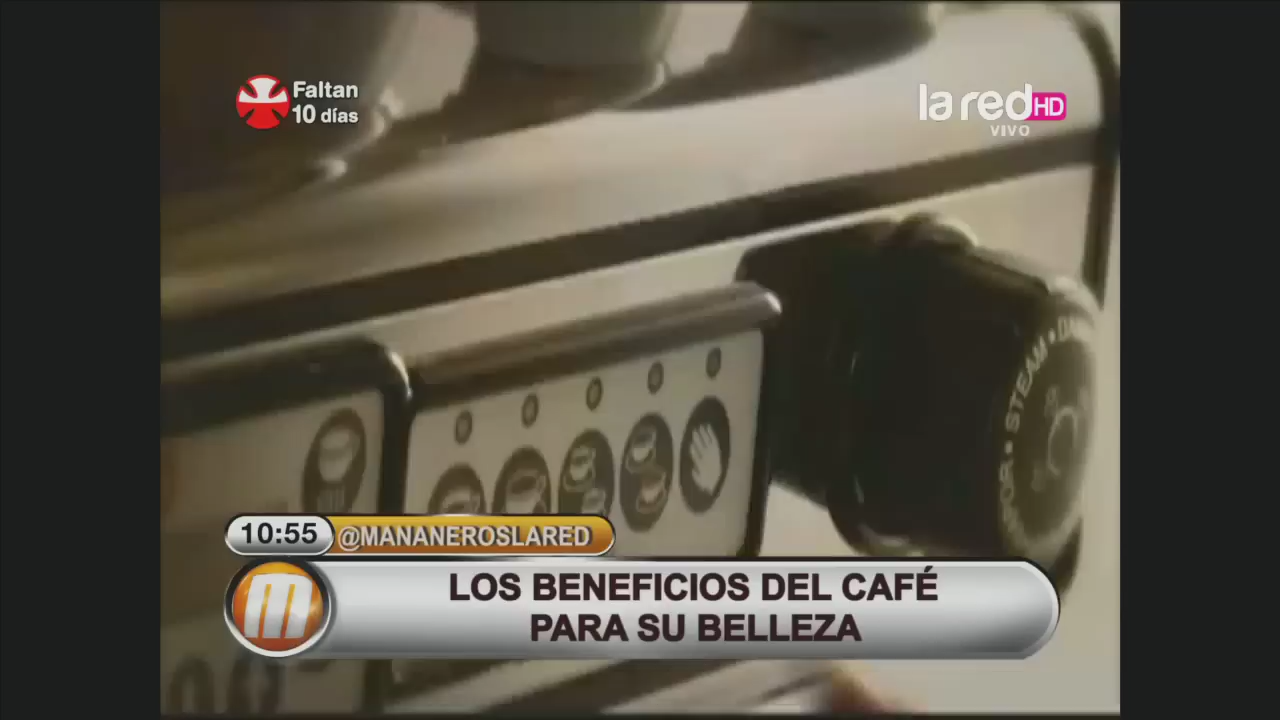 Faltan
10 días
la red HD
VIVO
STEAM
10:55 @MANANEROSLARED
m
LOS BENEFICIOS DEL CAFÉ
PARA SU BELLEZA